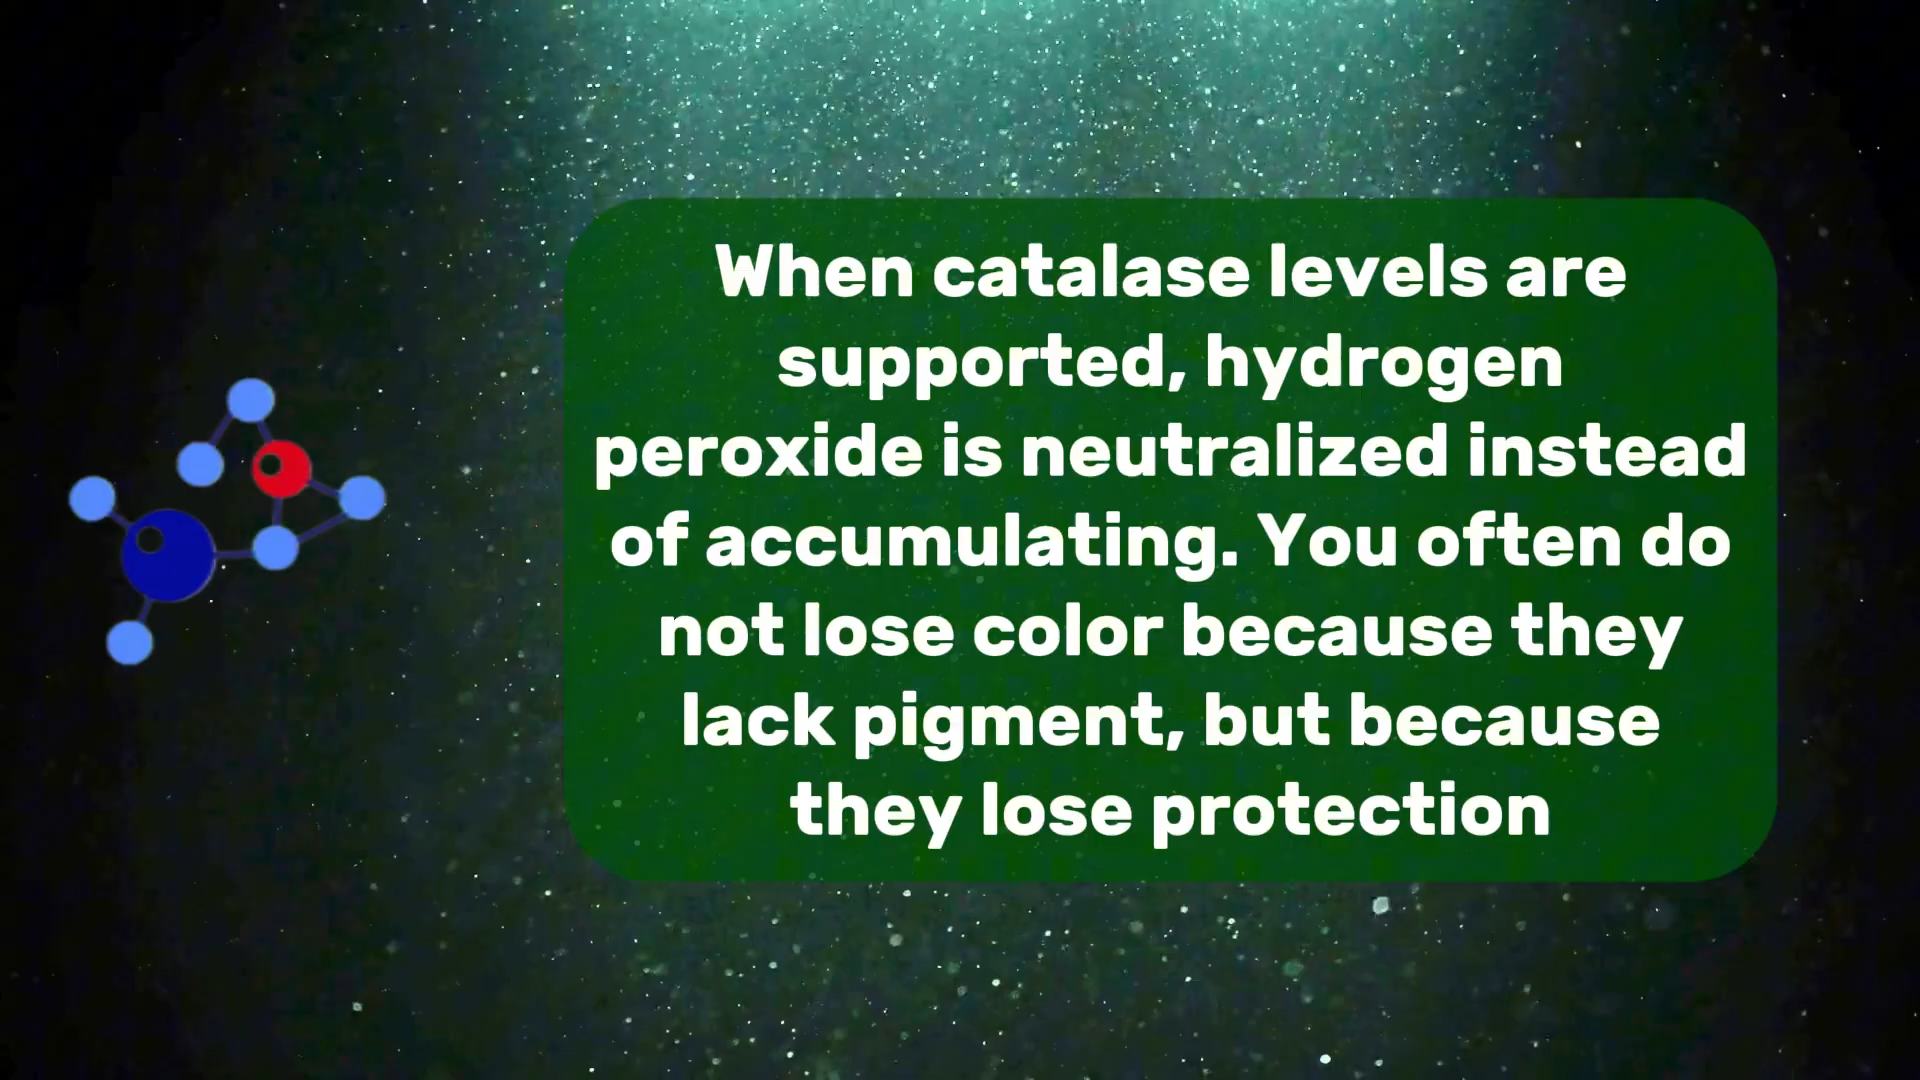 When catalase levels are
supported, hydrogen
peroxide is neutralized instead
of accumulating. You often do
not lose color because they
lack pigment, but because
they lose protection